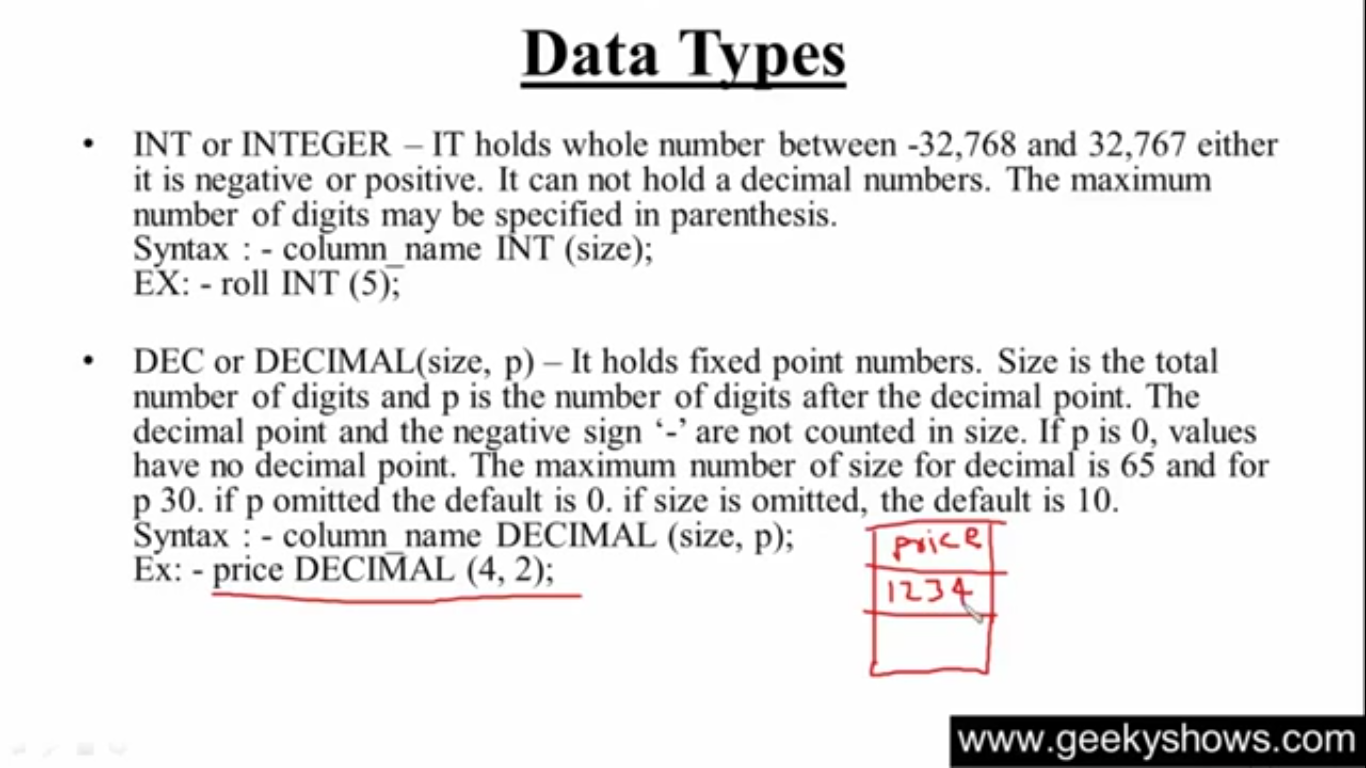 Data Types
• INT or INTEGER – IT holds whole number between -32,768 and 32,767 either
it is negative or positive. It can not hold a decimal numbers. The maximum
number of digits may be specified in parenthesis.
Syntax : - column_name INT (size);
EX: - roll INT (5);
• DEC or DECIMAL(size, p) – It holds fixed point numbers. Size is the total
number of digits and p is the number of digits after the decimal point. The
decimal point and the negative sign ‘-’ are not counted in size. If p is 0, values
have no decimal point. The maximum number of size for decimal is 65 and for
p 30. if p omitted the default is 0. if size is omitted, the default is 10.
Syntax : - column_name DECIMAL (size, p);
Ex: - price DECIMAL (4, 2);
price
1234
www.geekyshows.com